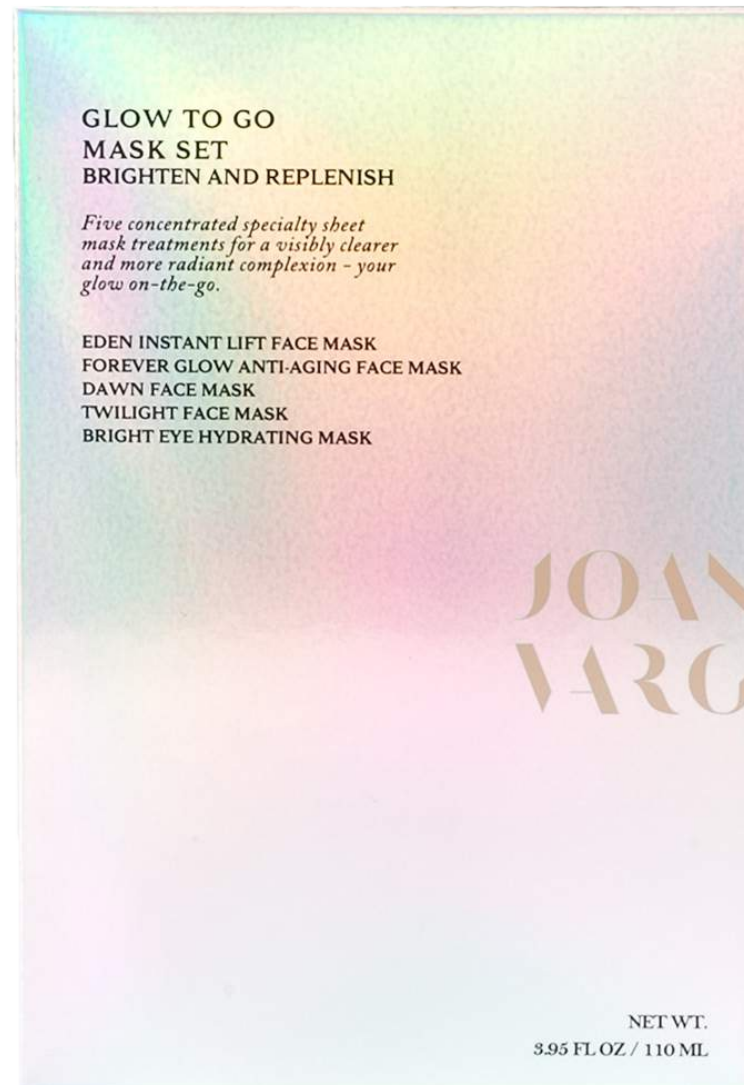 GLOW TO GO
MASK SET
BRIGHTEN AND REPLENISH
Five concentrated specialty sheet
mask treatments for a visibly clearer
and more radiant complexion – your
glow on-the-go.
EDEN INSTANT LIFT FACE MASK
FOREVER GLOW ANTI-AGING FACE MASK
DAWN FACE MASK
TWILIGHT FACE MASK
BRIGHT EYE HYDRATING MASK
JOAN
VARG
NET WT.
3.95 FL OZ / 110 ML